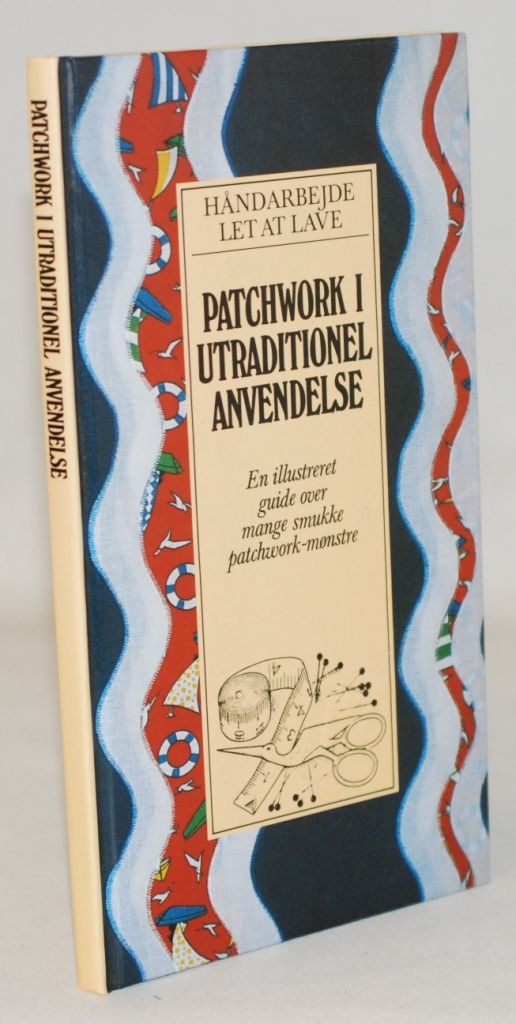 PATCHWORK I UTRADITIONEL ANVENDELSE
HÅNDARBEJDE
LET AT LAVE
PATCHWORK I
UTRADITIONEL
ANVENDELSE
En illustreret
guide over
mange smukke
patchwork-mønstre